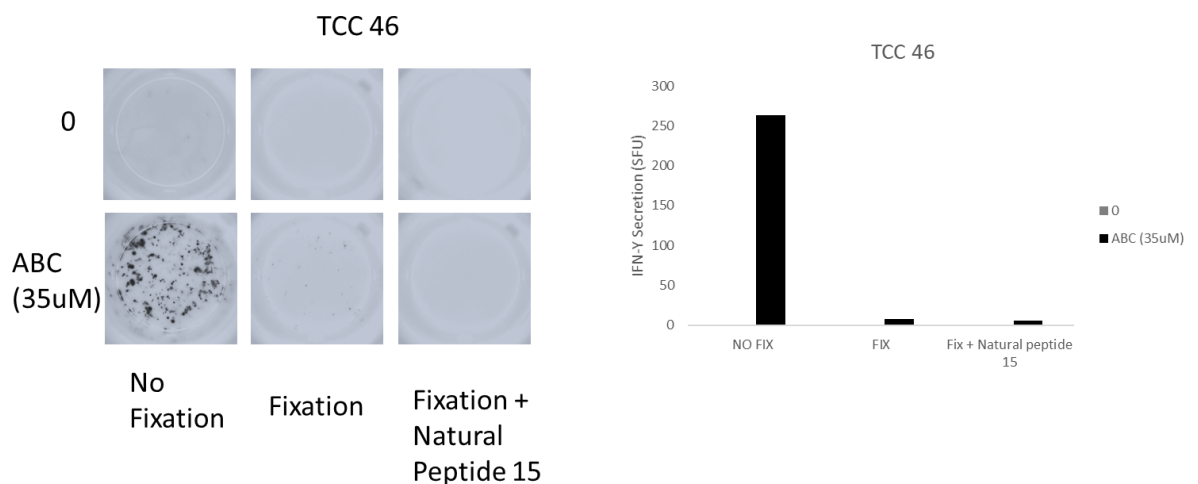 TCC 46
0
ABC
(35uM)
No
Fixation
Fixation
Fixation +
Natural
Peptide 15
TCC 46
300
250
200
150
100
50
0
IFN-Y Secretion (SFU)
NO FIX
FIX
Fix + Natural peptide
15
0
ABC (35uM)